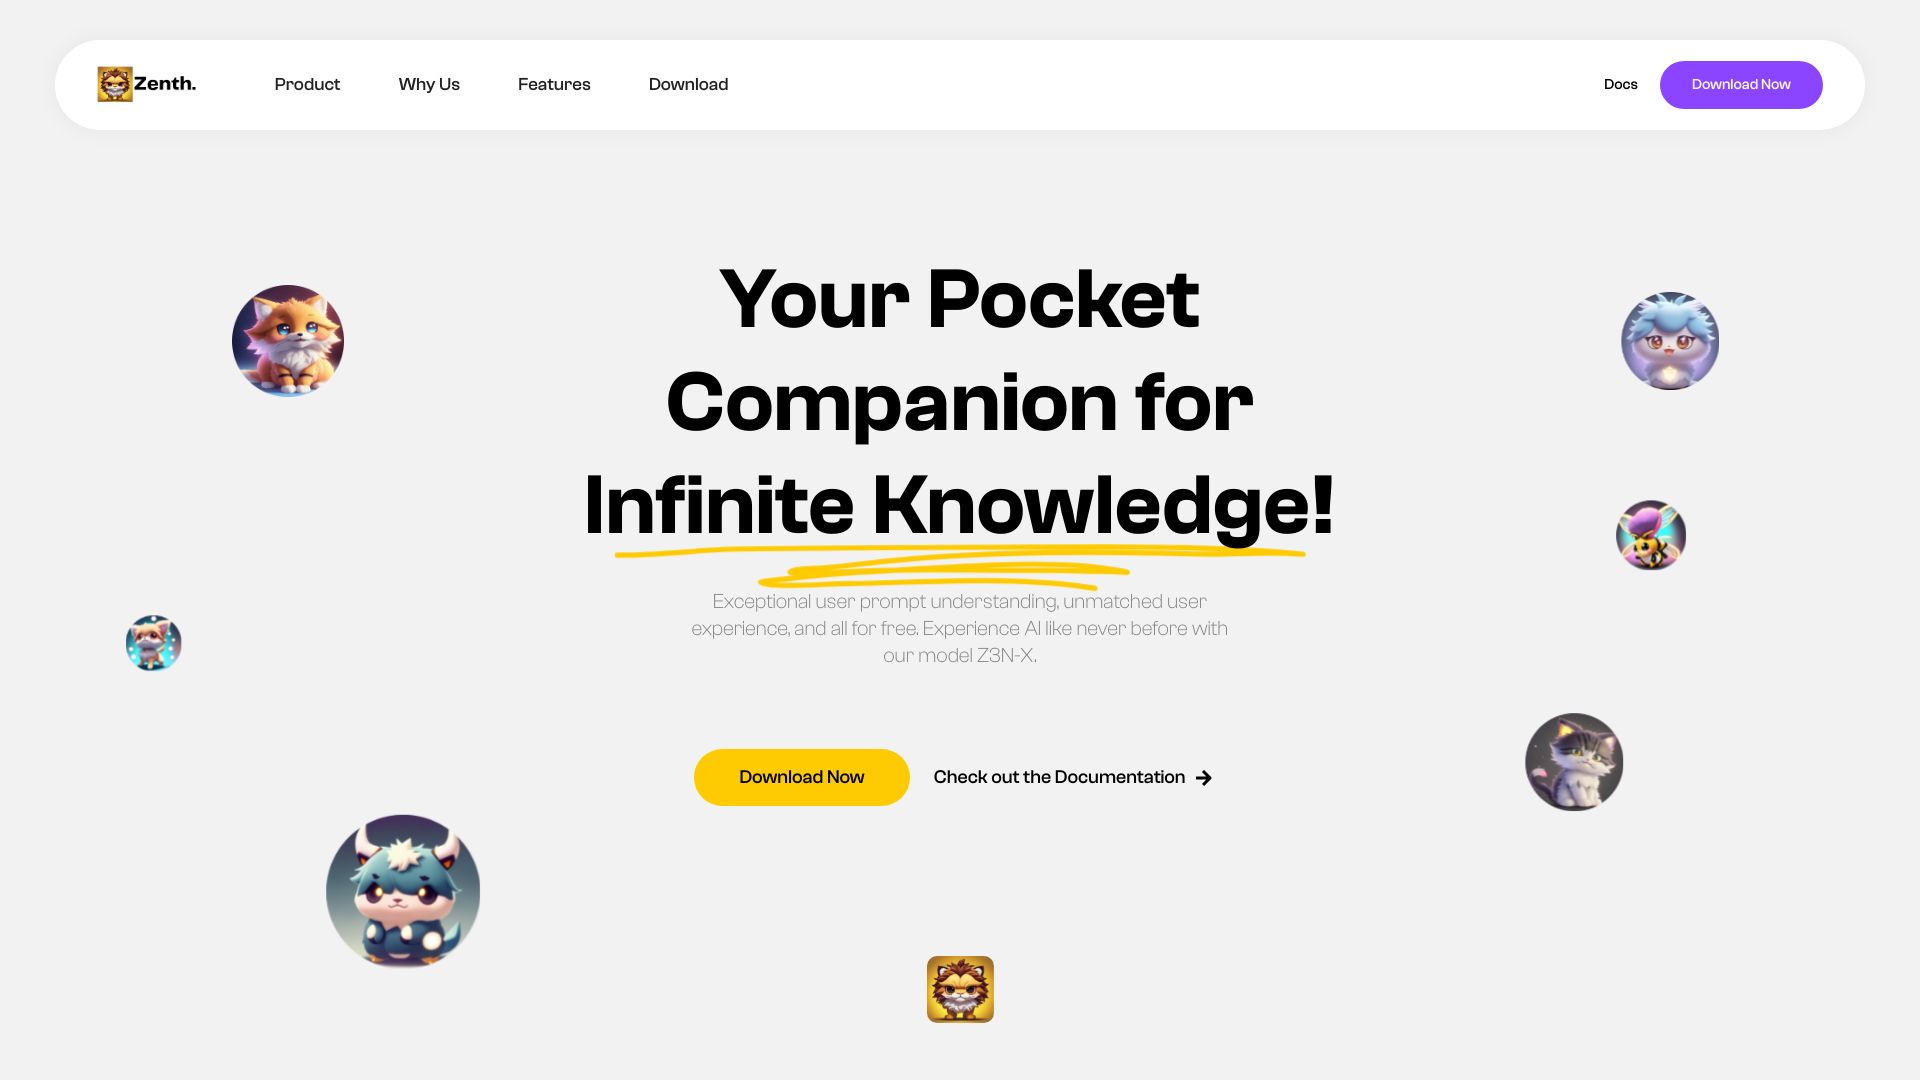 Zenth.
Product
Why Us
Features
Download
Docs
Download Now
Your Pocket
Companion for
Infinite Knowledge!
Exceptional user prompt understanding, unmatched user
experience, and all for free. Experience AI like never before with
our model Z3N-X.
Download Now
Check out the Documentation